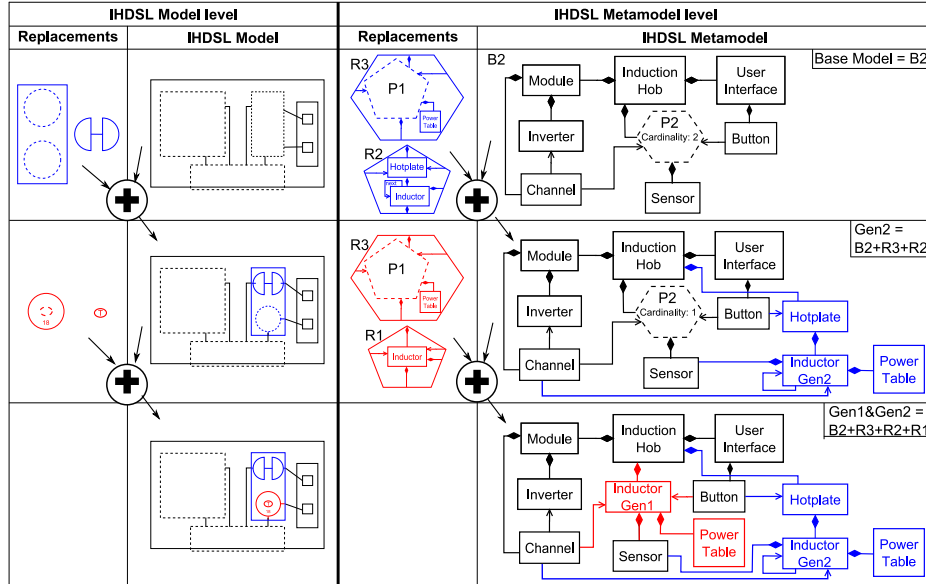 IHDSL Model level
IHDSL Metamodel level
Replacements
IHDSL Model
Replacements
IHDSL Metamodel
R3
P1
Power
Table
R2
Hotplate
next
Inductor
B2
Base Model = B2
Module
Induction
Hob
User
Interface
Inverter
P2
Cardinality: 2
Button
Channel
Sensor
18
R3
P1
Power
Table
R1
Inductor
Gen2 =
B2+R3+R2
Module
Induction
Hob
User
Interface
Inverter
P2
Cardinality: 1
Button
Hotplate
Channel
Sensor
Inductor
Gen2
Power
Table
Gen1&Gen2 =
B2+R3+R2+R1
Module
Induction
Hob
User
Interface
Inverter
Inductor
Gen1
Button
Hotplate
Channel
Sensor
Power
Table
Inductor
Gen2
Power
Table